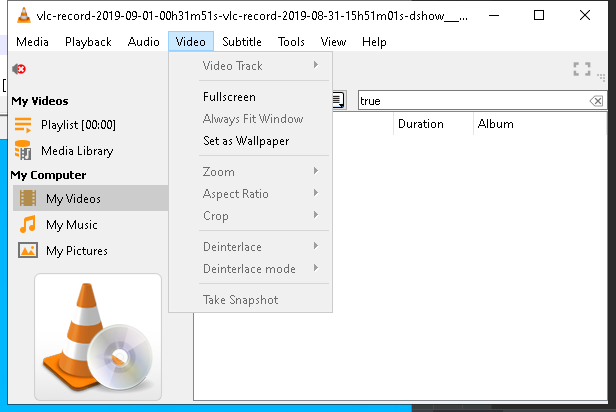 vlc-record-2019-09-01-00h31m51s-vlc-record-2019-08-31-15h51m01s-dshow__...
Media Playback Audio Video Subtitle Tools View Help
Video Track
Fullscreen
Always Fit Window
Set as Wallpaper
Zoom
Aspect Ratio
Crop
Deinterlace
Deinterlace mode
Take Snapshot
My Videos
Playlist [00:00]
Media Library
My Computer
My Videos
My Music
My Pictures
true
Duration Album